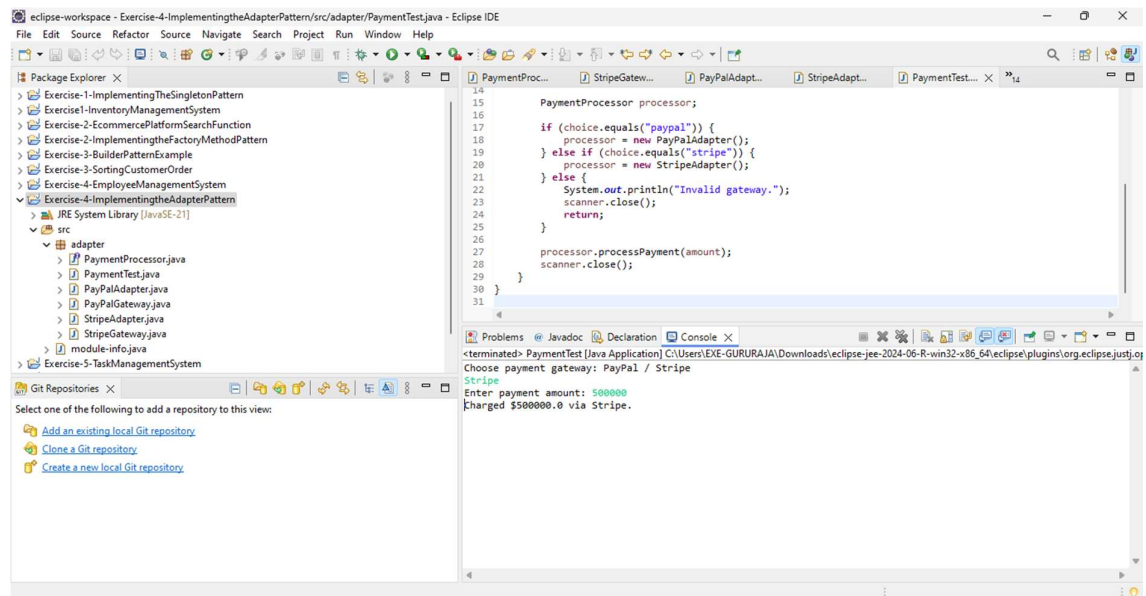 eclipse-workspace - Exercise-4-ImplementingtheAdapterPattern/src/adapter/PaymentTest.java - Eclipse IDE
File Edit Source Refactor Source Navigate Search Project Run Window Help
Package Explorer
Exercise-1-ImplementingTheSingletonPattern
Exercise1-InventoryManagementSystem
Exercise-2-EcommercePlatformSearchFunction
Exercise-2-ImplementingtheFactoryMethodPattern
Exercise-3-BuilderPatternExample
Exercise-3-SortingCustomerOrder
Exercise-4-EmployeeManagementSystem
Exercise-4-ImplementingtheAdapterPattern
JRE System Library [JavaSE-21]
src
adapter
PaymentProcessor.java
PaymentTest.java
PayPalAdapter.java
PayPalGateway.java
StripeAdapter.java
StripeGateway.java
module-info.java
Exercise-5-TaskManagementSystem
Git Repositories
Select one of the following to add a repository to this view:
Add an existing local Git repository
Clone a Git repository
Create a new local Git repository
PaymentProc... StripeGatew... PayPalAdapt... StripeAdapt... PaymentTest.... »14
14
15 PaymentProcessor processor;
16
17 if (choice.equals("paypal")) {
18 processor = new PayPalAdapter();
19 } else if (choice.equals("stripe")) {
20 processor = new StripeAdapter();
21 } else {
22 System.out.println("Invalid gateway.");
23 scanner.close();
24 return;
25 }
26
27 processor.processPayment(amount);
28 scanner.close();
29 }
30 }
31
Problems Javadoc Declaration Console
<terminated> PaymentTest [Java Application] C:\Users\EXE-GURURAJA\Downloads\eclipse-jee-2024-06-R-win32-x86_64\eclipse\plugins\org.eclipse.justj.op
Choose payment gateway: PayPal / Stripe
Stripe
Enter payment amount: 500000
Charged $500000.0 via Stripe.